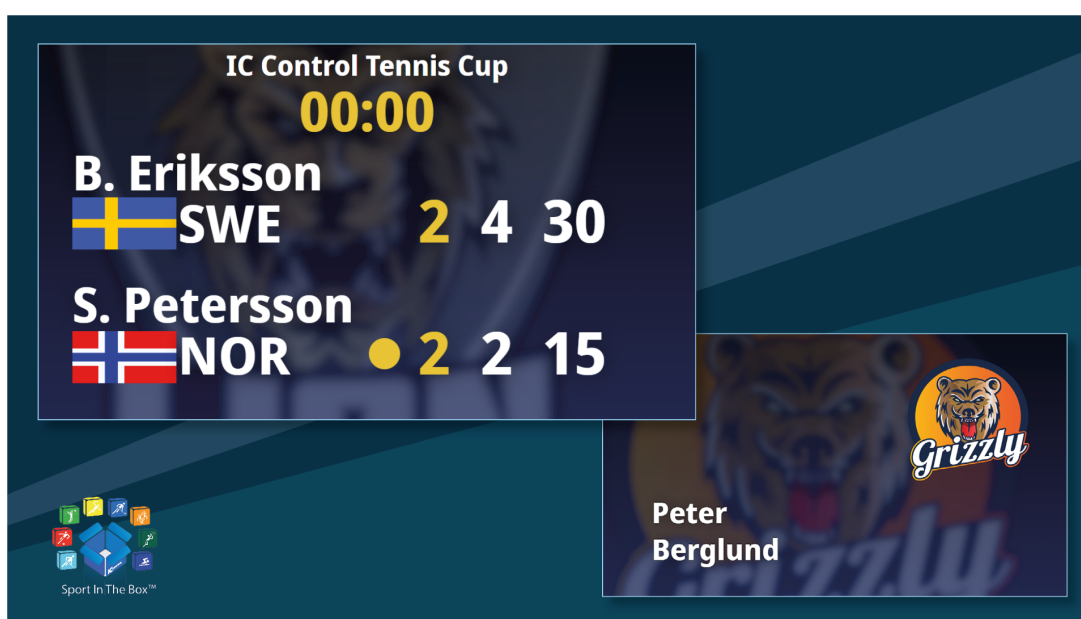 IC Control Tennis Cup
00:00
B. Eriksson
SWE 2 4 30
S. Petersson
NOR 2 2 15
Grizzly
Peter
Berglund
Sport In The Box™